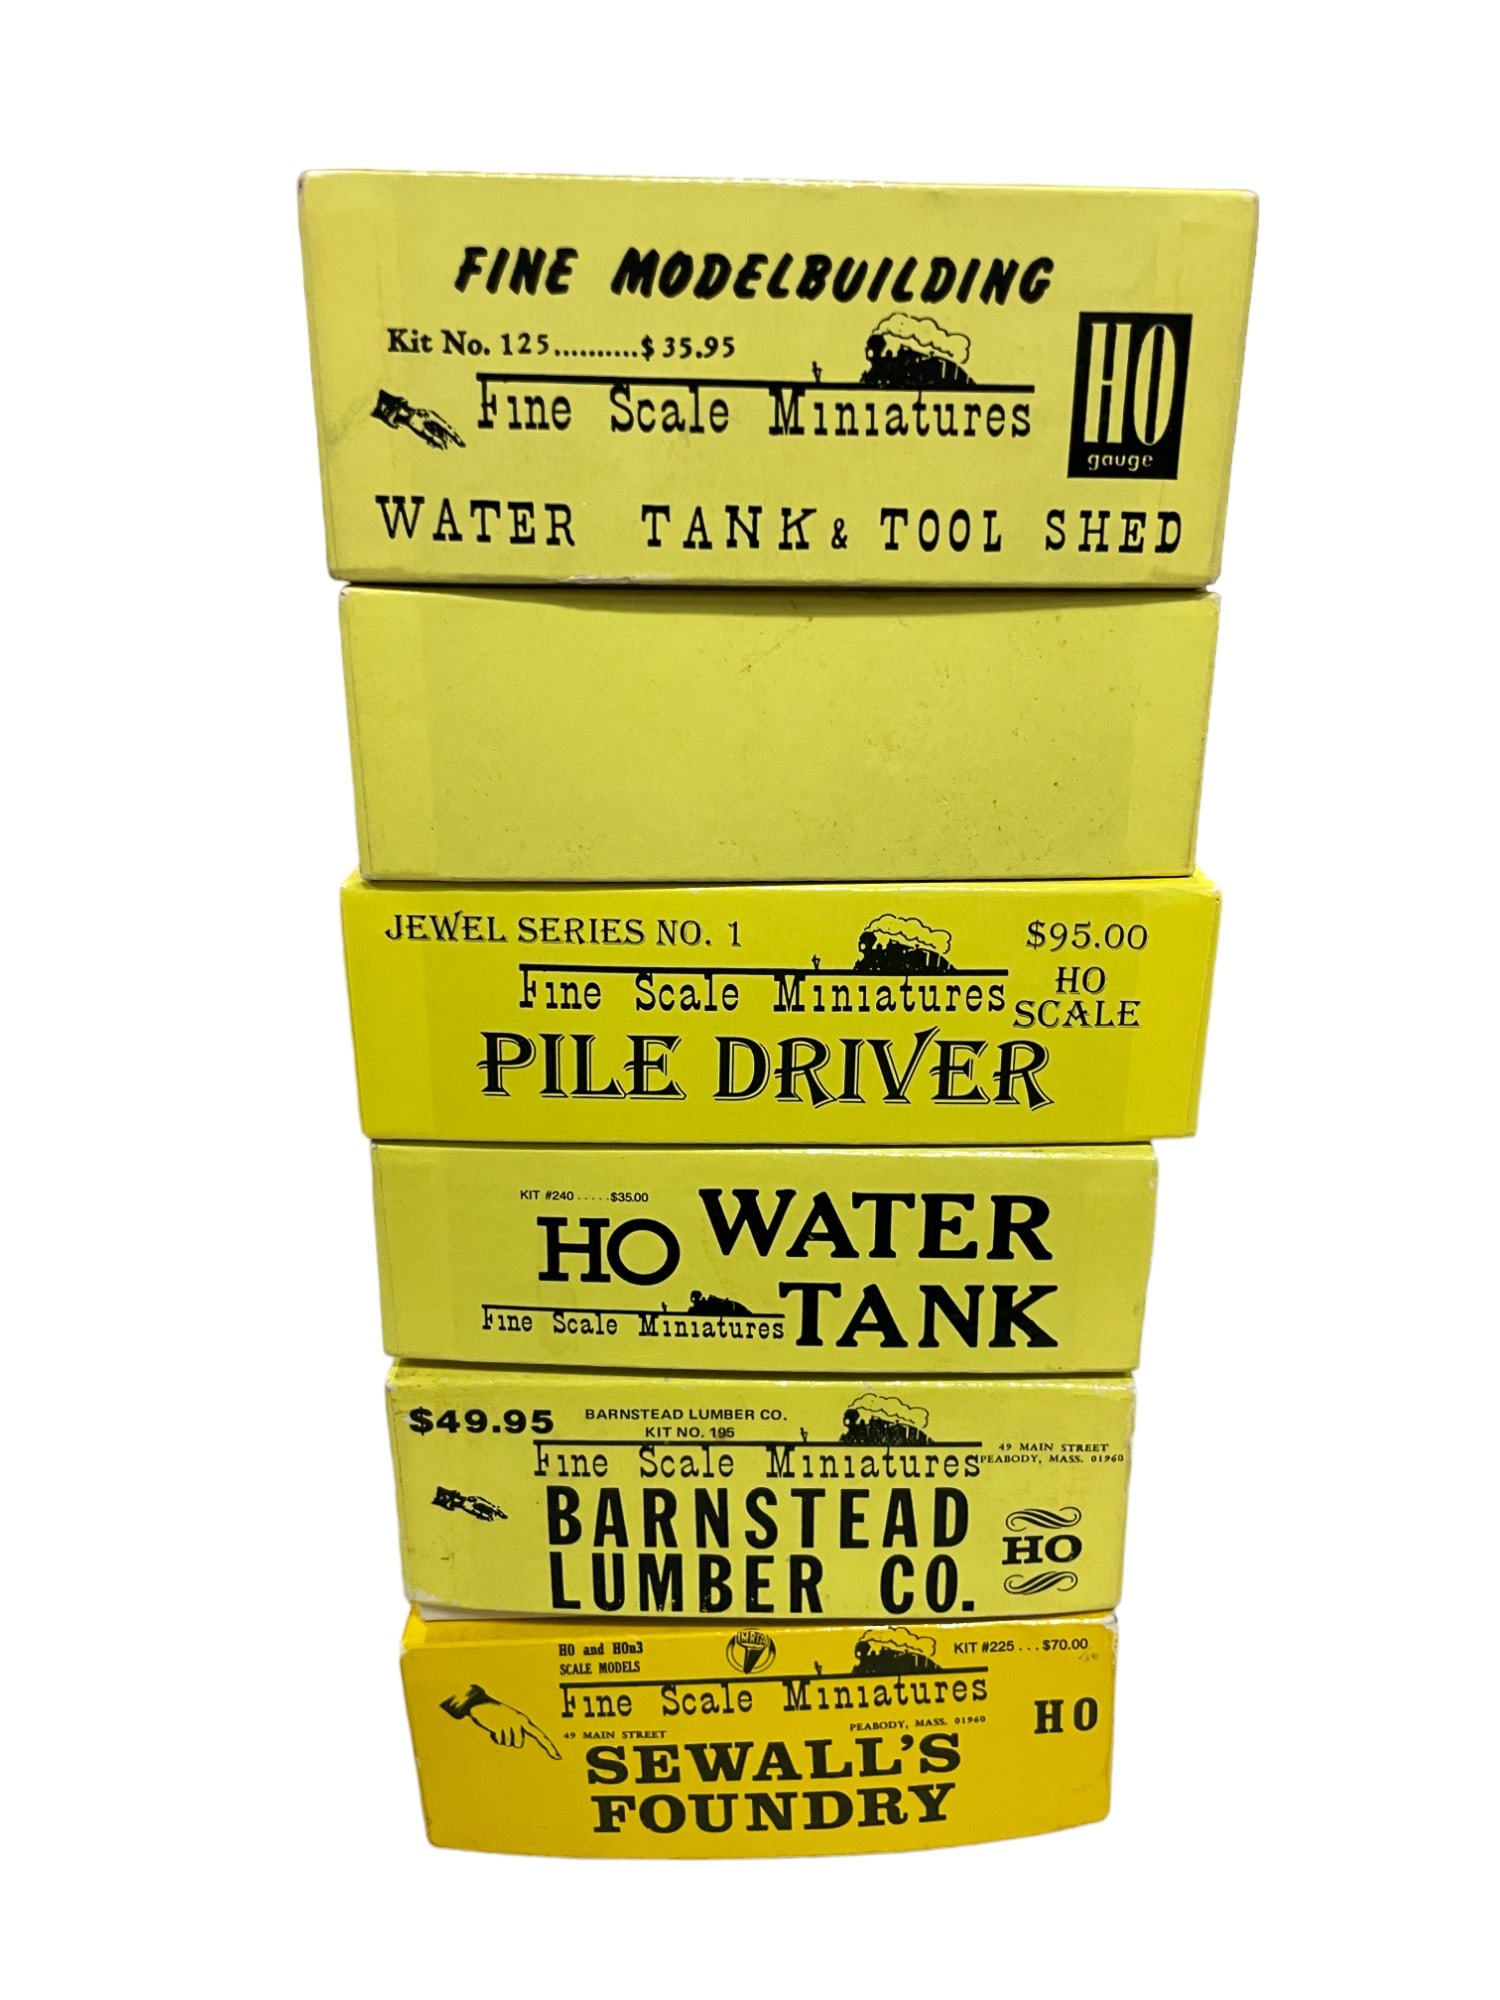 FINE MODELBUILDING
Kit No. 125..........$ 35.95
Fine Scale Miniatures
HO
gauge
WATER TANK & TOOL SHED
JEWEL SERIES NO. 1
$95.00
Fine Scale Miniatures
HO
SCALE
PILE DRIVER
KIT #240.....$35.00
HO WATER
TANK
Fine Scale Miniatures
$49.95
BARNSTEAD LUMBER CO.
KIT NO. 195
Fine Scale Miniatures
49 MAIN STREET
PEABODY, MASS. 01960
BARNSTEAD
LUMBER CO.
HO
HO and HOn3
SCALE MODELS
KIT #225...$70.00
Fine Scale Miniatures
HO
49 MAIN STREET
PEABODY, MASS. 01960
SEWALL'S
FOUNDRY